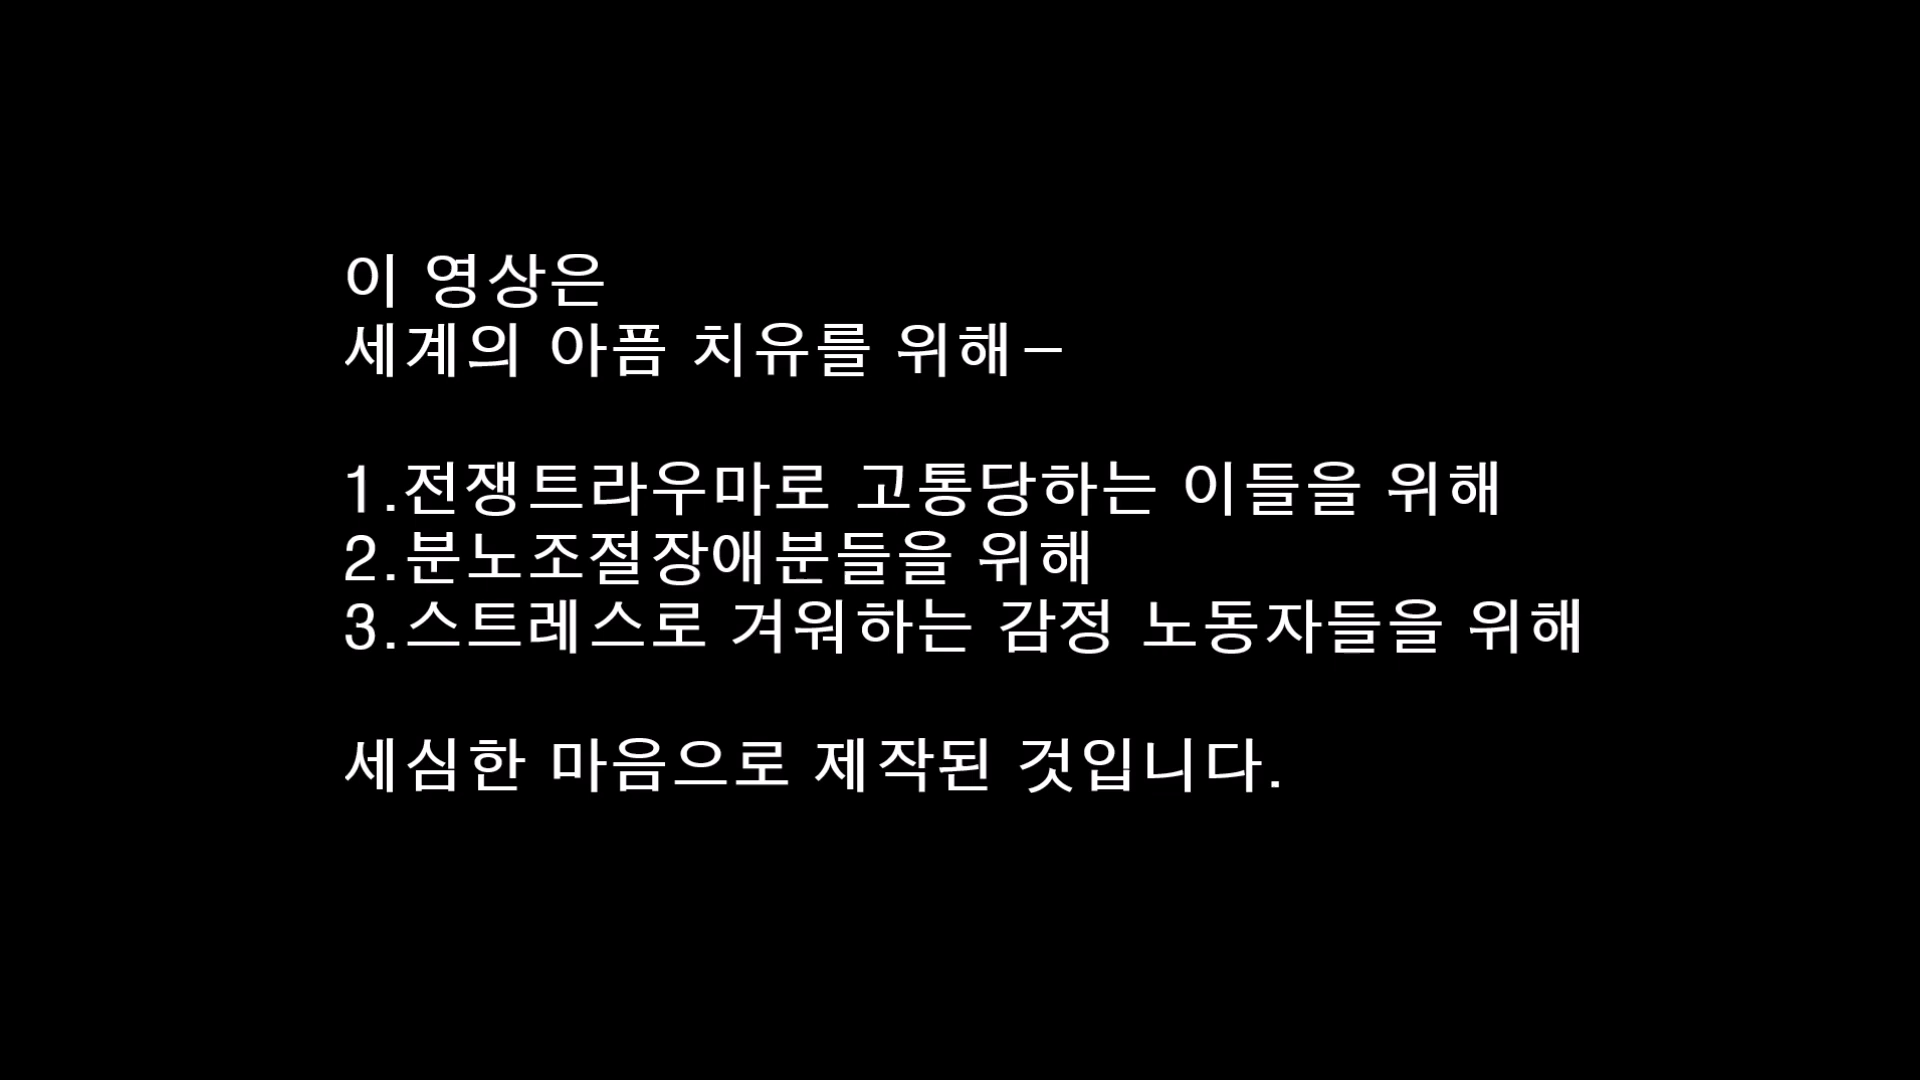 이 영상은
세계의 아픔 치유를 위해-
1.전쟁트라우마로 고통당하는 이들을 위해
2.분노조절장애분들을 위해
3.스트레스로 겨워하는 감정 노동자들을 위해
세심한 마음으로 제작된 것입니다.